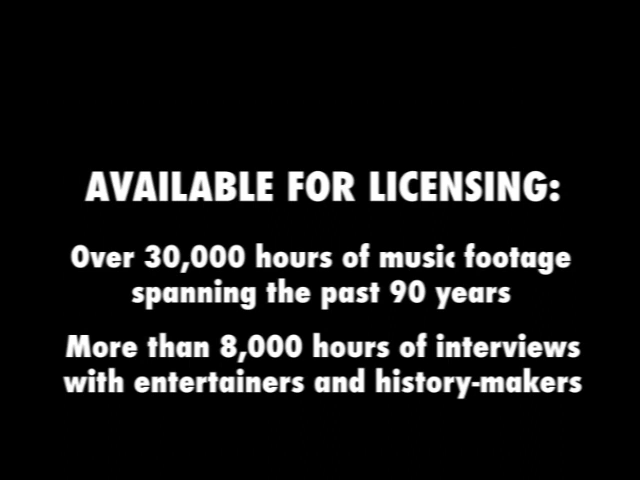 AVAILABLE FOR LICENSING:
Over 30,000 hours of music footage
spanning the past 90 years
More than 8,000 hours of interviews
with entertainers and history-makers